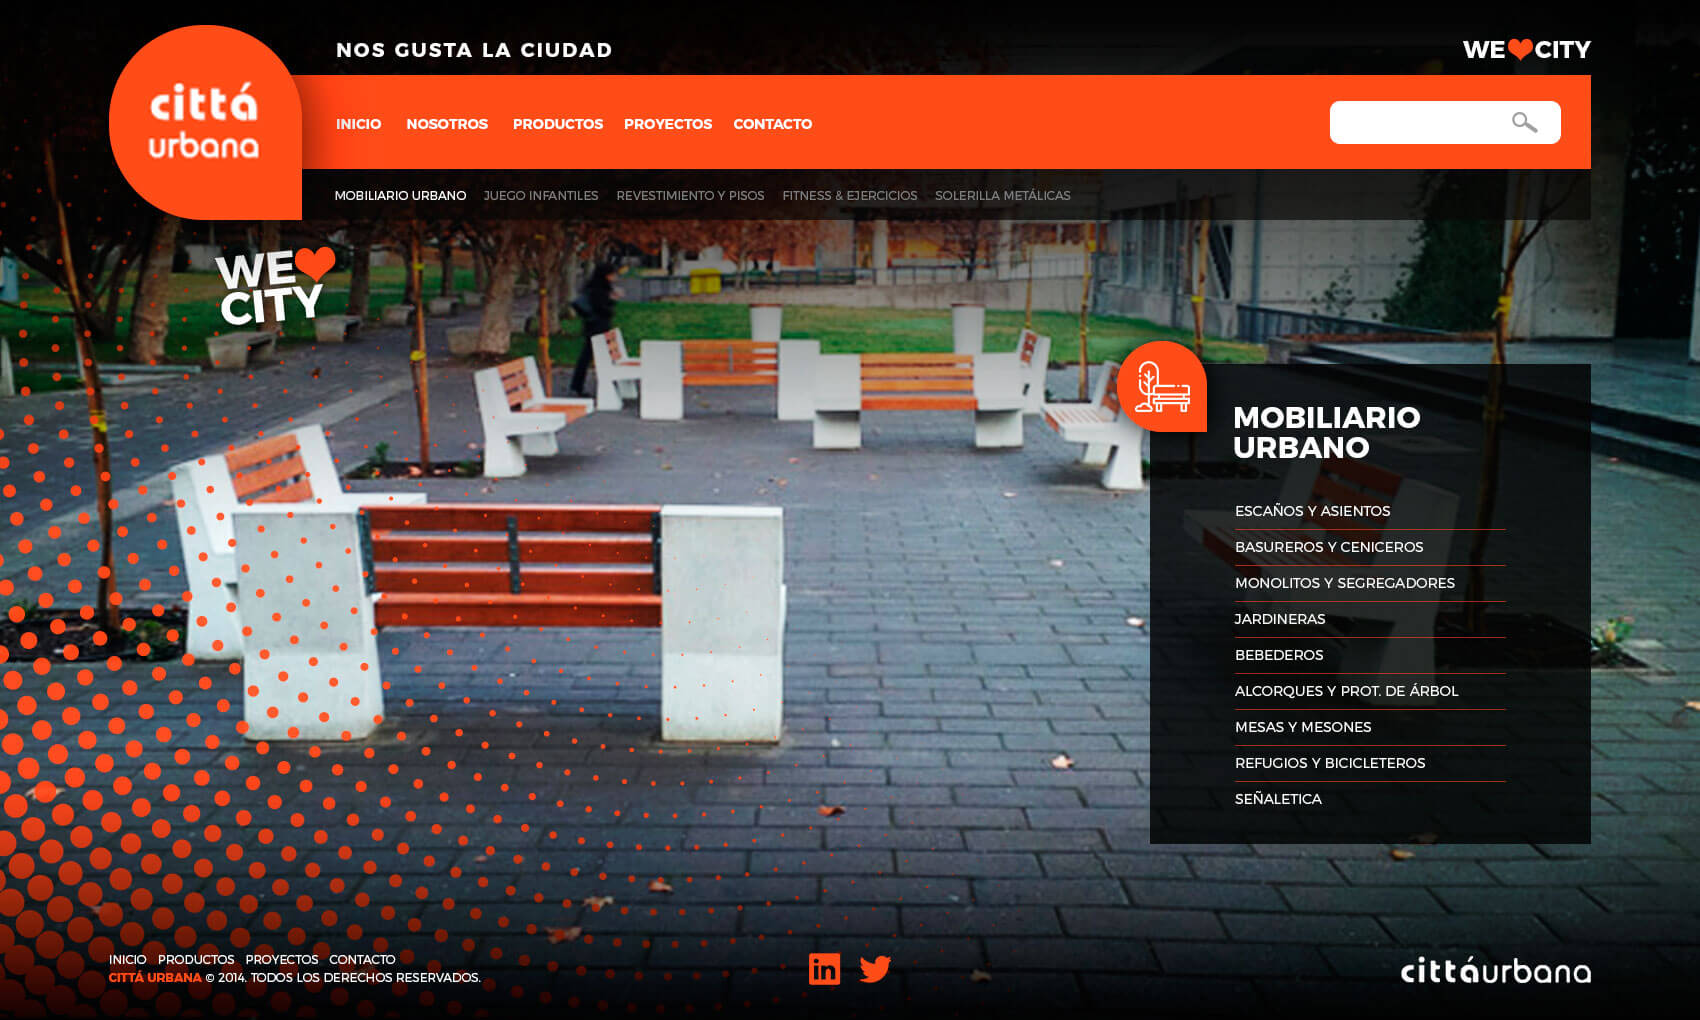 NOS GUSTA LA CIUDAD
WE CITY
cittá
urbana
INICIO NOSOTROS PRODUCTOS PROYECTOS CONTACTO
MOBILIARIO URBANO JUEGO INFANTILES REVESTIMIENTO Y PISOS FITNESS & EJERCICIOS SOLERILLA METÁLICAS
WE
CITY
MOBILIARIO
URBANO
ESCAÑOS Y ASIENTOS
BASUREROS Y CENICEROS
MONOLITOS Y SEGREGADORES
JARDINERAS
BEBEDEROS
ALCORQUES Y PROT. DE ÁRBOL
MESAS Y MESONES
REFUGIOS Y BICICLETEROS
SEÑALETICA
INICIO PRODUCTOS PROYECTOS CONTACTO
CITTÁ URBANA © 2014. TODOS LOS DERECHOS RESERVADOS.
in
cittáurbana